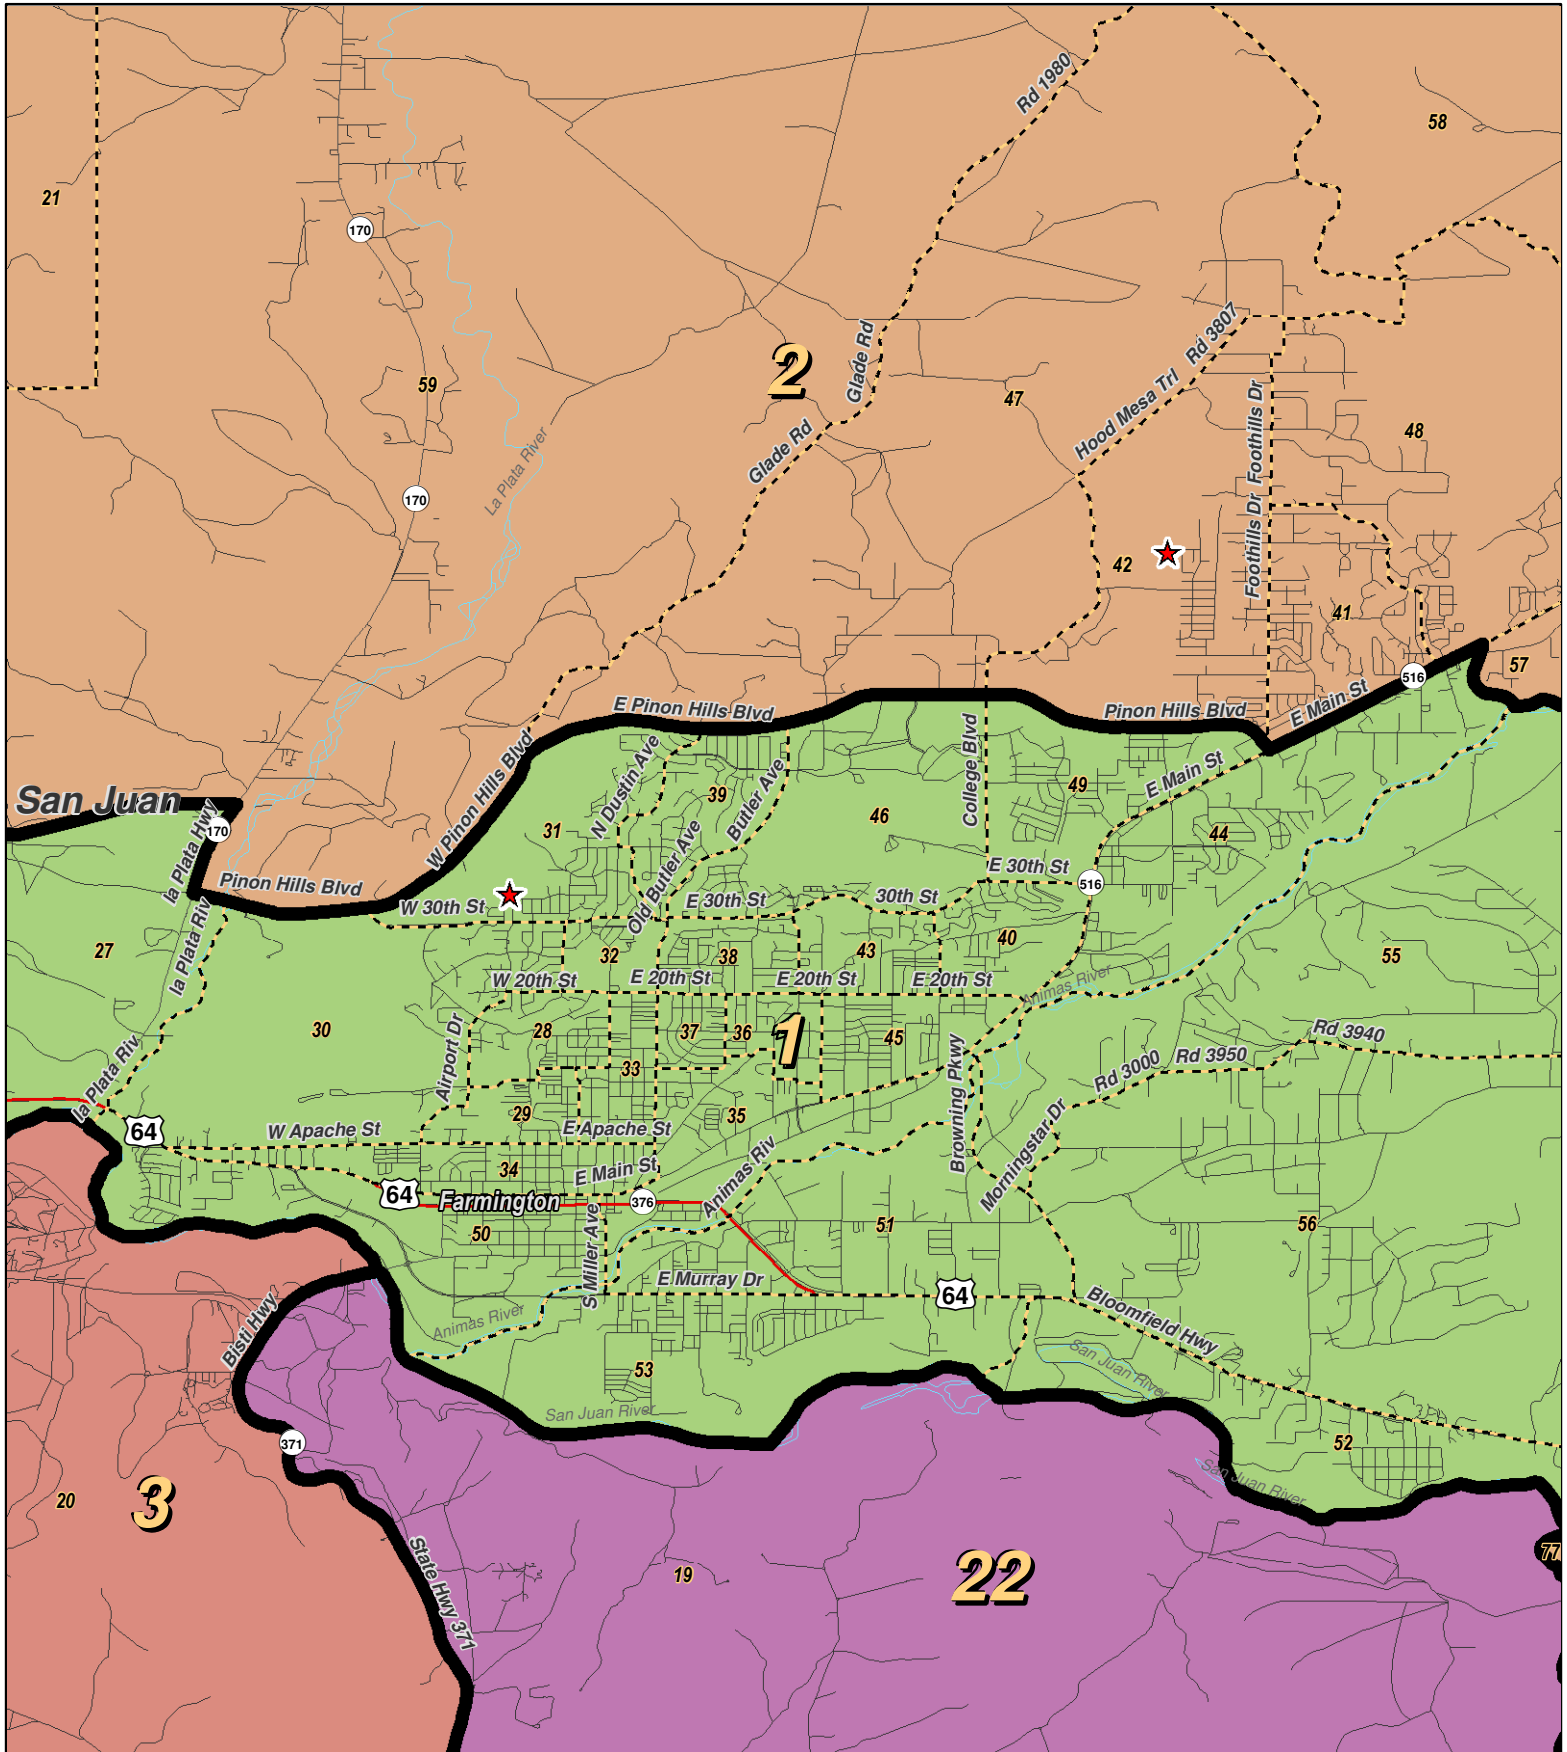 Rd 1980
58
21
170
Glade Rd
Rd 3807
2
59
47
Hood Mesa Trl
Foothills Dr
48
Glade Rd
La Plata River
170
Foothills Dr
42
41
57
516
E Pinon Hills Blvd
Pinon Hills Blvd
E Main St
W Pinon Hills Blvd
N Dustin Ave
College Blvd
E Main St
49
39
Butler Ave
San Juan
46
31
170
44
la Plata Hwy
Old Butler Ave
E 30th St
Pinon Hills Blvd
516
W 30th St
E 30th St
30th St
la Plata Riv
27
32
38
43
40
55
W 20th St
E 20th St
E 20th St
E 20th St
Animas River
30
28
37
36
1
45
Rd 3940
Airport Dr
33
Browning Pkwy
Rd 3000
Rd 3950
la Plata Riv
29
35
64
W Apache St
E Apache St
Morningstar Dr
34
E Main St
Animas Riv
64
Farmington
376
50
S Miller Ave
51
56
E Murray Dr
64
Bloomfield Hwy
Bisti Hwy
Animas River
San Juan River
53
San Juan River
371
52
San Juan River
20
3
State Hwy 371
19
22
77